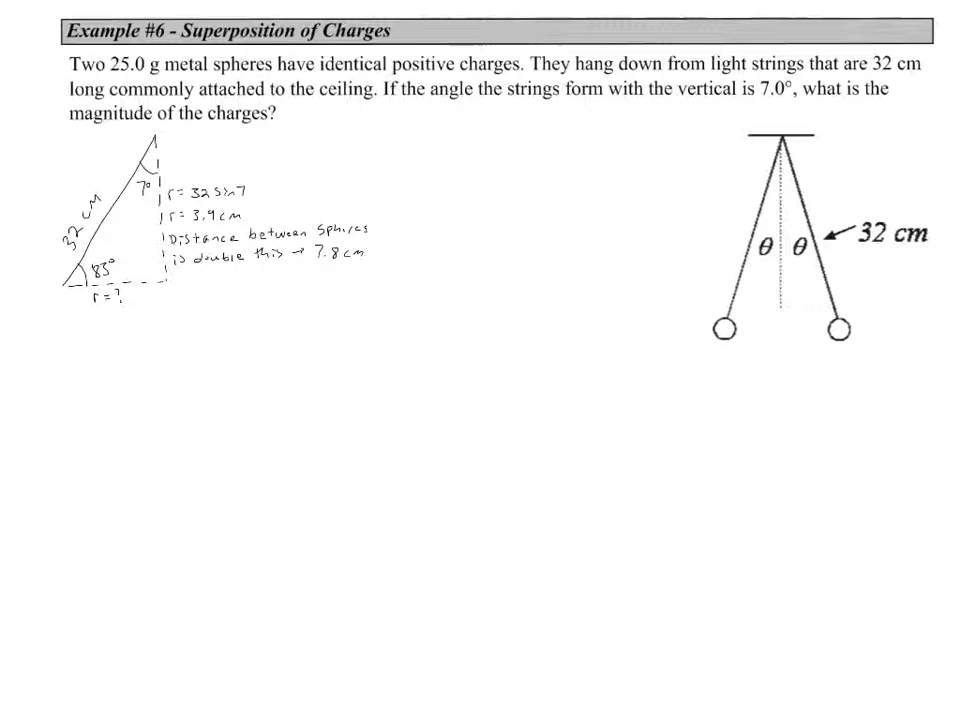 Example #6 - Superposition of Charges
Two 25.0 g metal spheres have identical positive charges. They hang down from light strings that are 32 cm
long commonly attached to the ceiling. If the angle the strings form with the vertical is 7.0°, what is the
magnitude of the charges?
32 cm
7°
r = 32 sin7
r = 3.9 cm
Distance between spheres
is double this → 7.8 cm
83°
r = ?
θ θ
32 cm